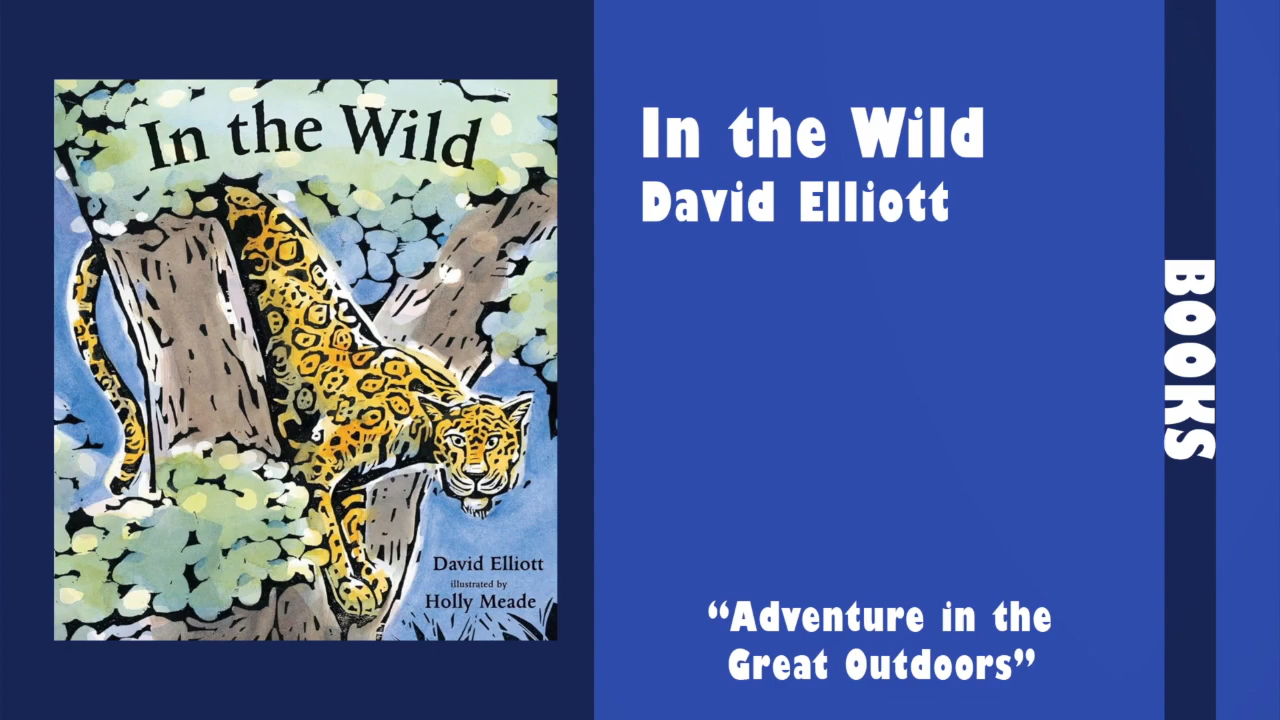 In the Wild
David Elliott
illustrated by
Holly Meade
In the Wild
David Elliott
“Adventure in the
Great Outdoors”
BOOKS